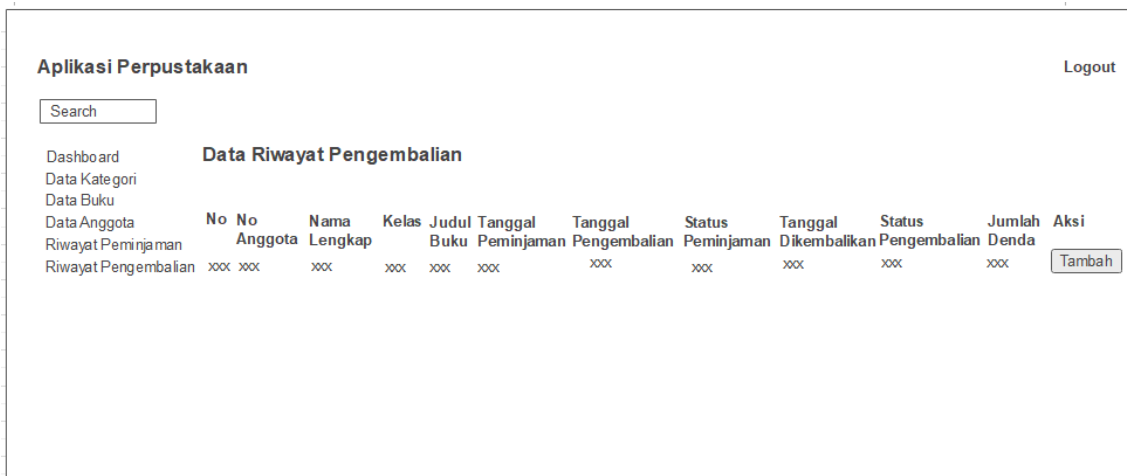 Aplikasi Perpustakaan
Logout
Search
Dashboard
Data Kategori
Data Buku
Data Anggota
Riwayat Peminjaman
Riwayat Pengembalian
Data Riwayat Pengembalian
No No Nama Kelas Judul Tanggal Tanggal Status Tanggal Status Jumlah Aksi
Anggota Lengkap Buku Peminjaman Pengembalian Peminjaman Dikembalikan Pengembalian Denda
xxx xxx xxx xxx xxx xxx xxx xxx xxx xxx xxx Tambah